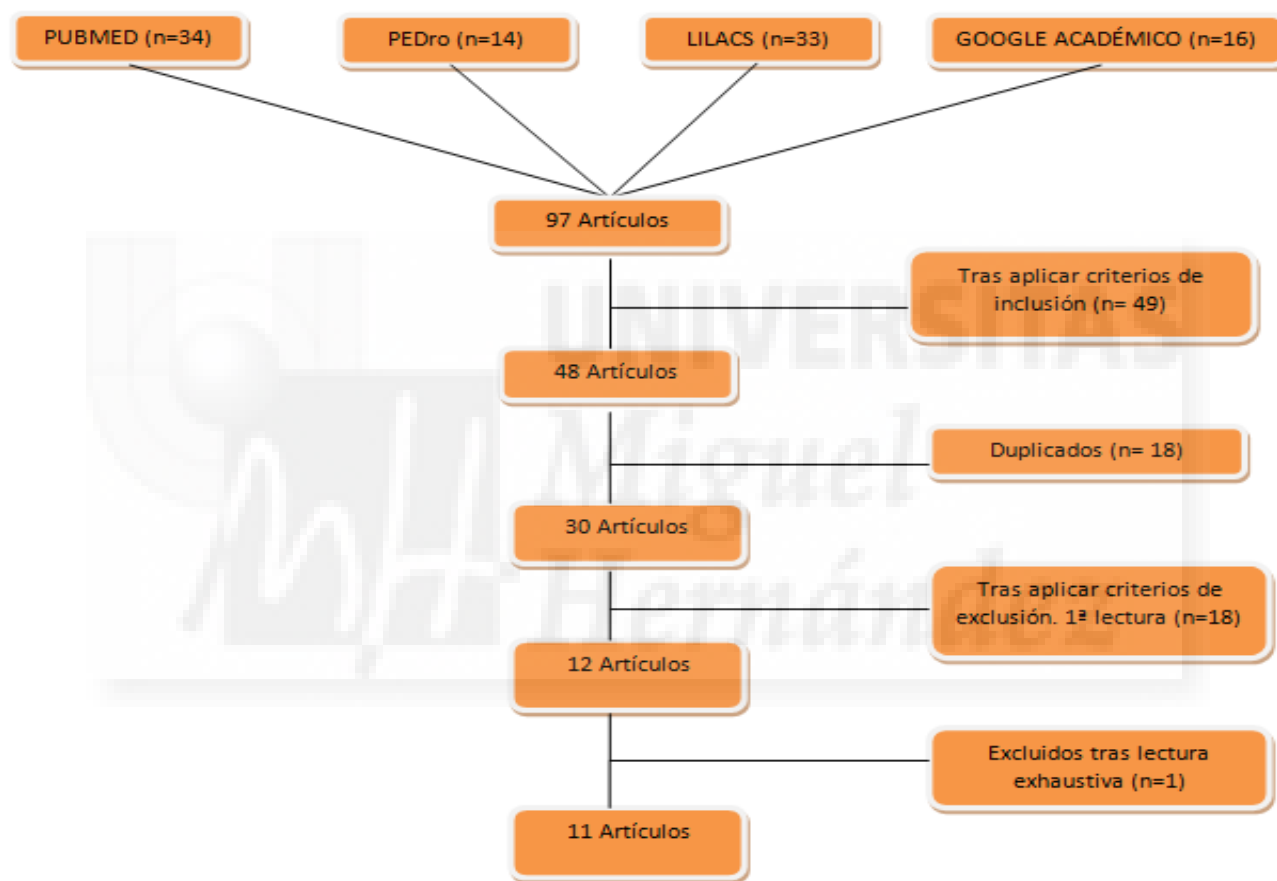 PUBMED (n=34)
PEDro (n=14)
LILACS (n=33)
GOOGLE ACADÉMICO (n=16)
97 Artículos
Tras aplicar criterios de
inclusión (n= 49)
UNIVERSITAS
48 Artículos
Miguel
Duplicados (n= 18)
30 Artículos
Hernández
Tras aplicar criterios de
exclusión. 1ª lectura (n=18)
12 Artículos
Excluidos tras lectura
exhaustiva (n=1)
11 Artículos